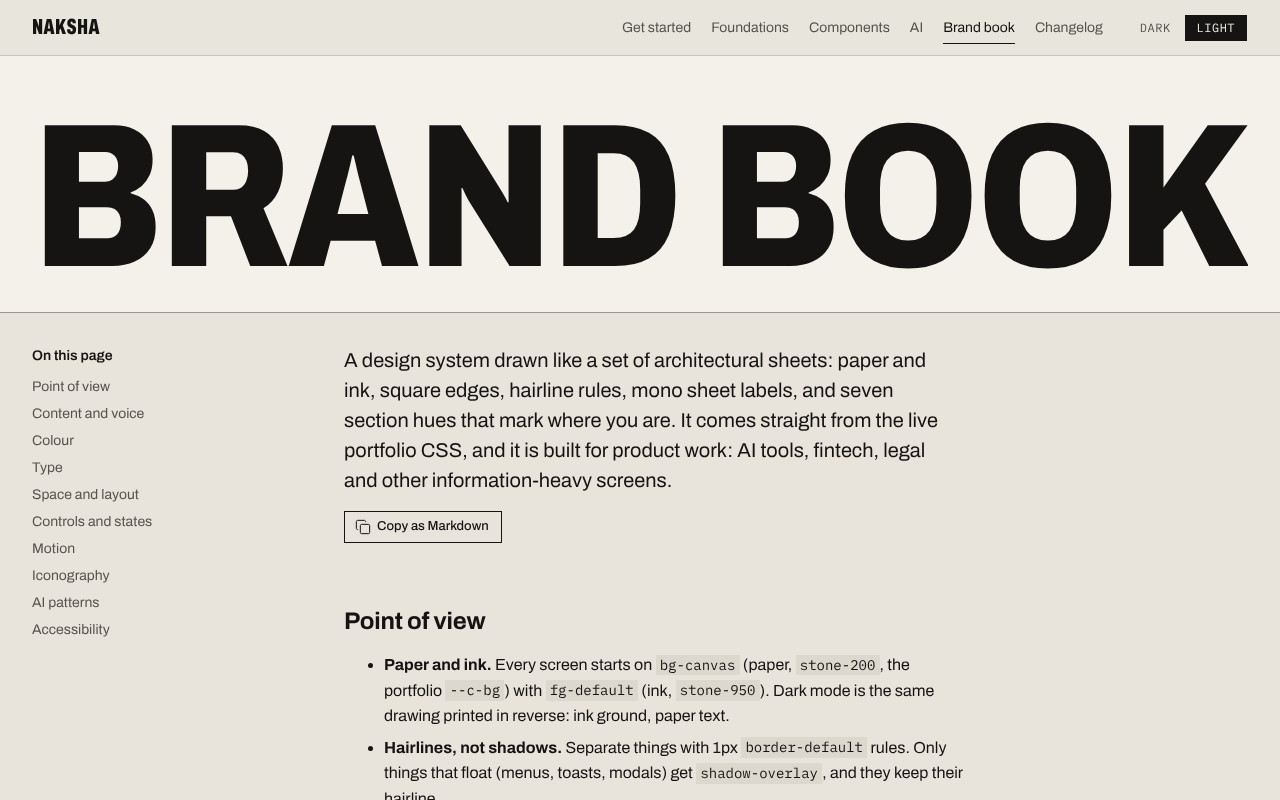 NAKSHA
Get started
Foundations
Components
AI
Brand book
Changelog
DARK
LIGHT
BRAND BOOK
On this page
Point of view
Content and voice
Colour
Type
Space and layout
Controls and states
Motion
Iconography
AI patterns
Accessibility
A design system drawn like a set of architectural sheets: paper and
ink, square edges, hairline rules, mono sheet labels, and seven
section hues that mark where you are. It comes straight from the live
portfolio CSS, and it is built for product work: AI tools, fintech, legal
and other information-heavy screens.
Copy as Markdown
Point of view
• Paper and ink. Every screen starts on bg-canvas (paper, stone-200, the
portfolio --c-bg) with fg-default (ink, stone-950). Dark mode is the same
drawing printed in reverse: ink ground, paper text.
• Hairlines, not shadows. Separate things with 1px border-default rules. Only
things that float (menus, toasts, modals) get shadow-overlay, and they keep their
hairline.